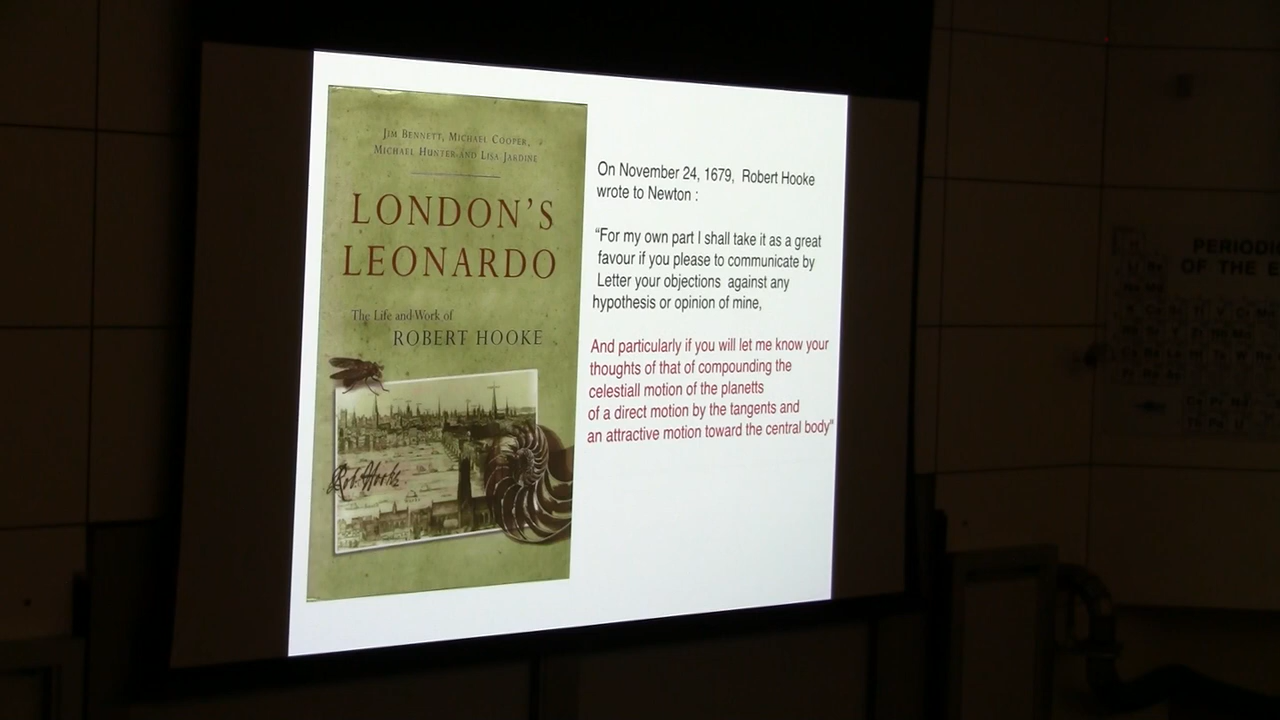 JIM BENNETT, MICHAEL COOPER,
MICHAEL HUNTER AND LISA JARDINE
LONDON'S
LEONARDO
The Life and Work of
ROBERT HOOKE
Rob. Hooke
On November 24, 1679, Robert Hooke
wrote to Newton :
“For my own part I shall take it as a great
favour if you please to communicate by
Letter your objections against any
hypothesis or opinion of mine,
And particularly if you will let me know your
thoughts of that of compounding the
celestiall motion of the planetts
of a direct motion by the tangents and
an attractive motion toward the central body"
PERIODI
OF THE E